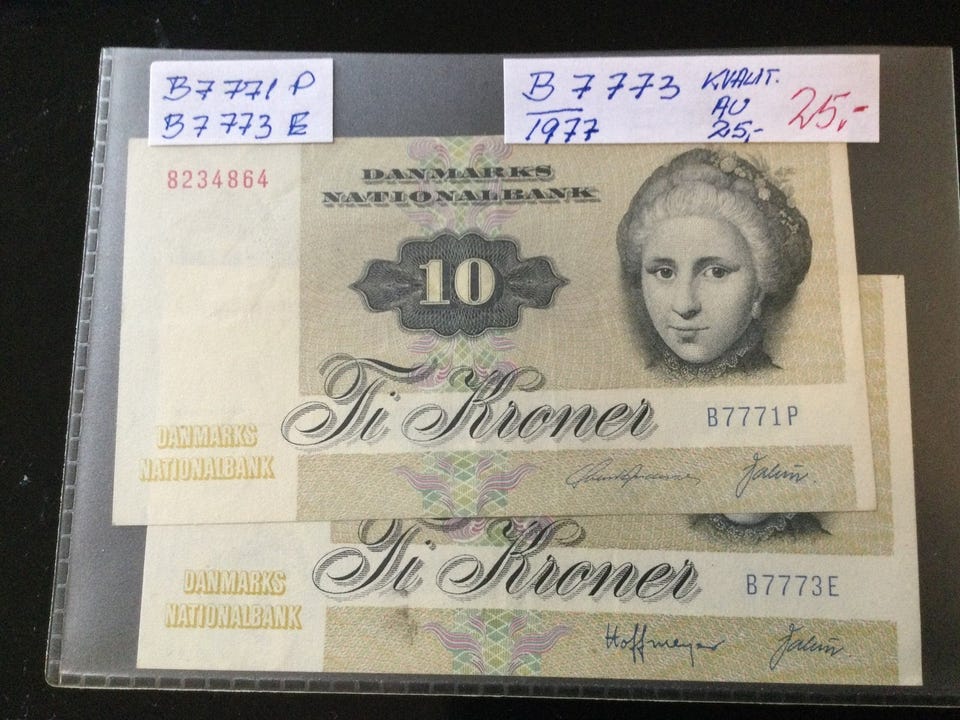 B7771 P
B7773 E
B 7773 KVALIT.
1977 AU
25,-
25,-
8234864
DANMARKS
NATIONALBANK
10
Ti Kroner
B7771P
DANMARKS
NATIONALBANK
Ti Kroner
B7773E
DANMARKS
NATIONALBANK
Hoffmeyer